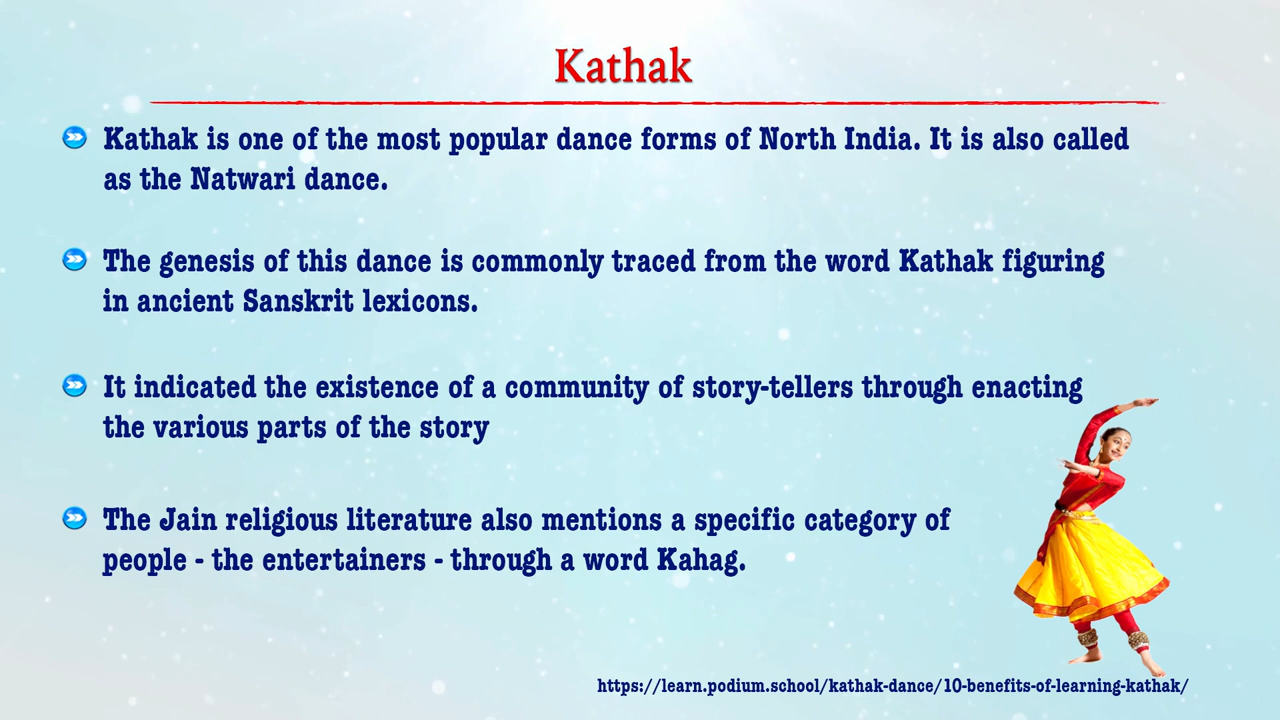 Kathak
Kathak is one of the most popular dance forms of North India. It is also called
as the Natwari dance.
The genesis of this dance is commonly traced from the word Kathak figuring
in ancient Sanskrit lexicons.
It indicated the existence of a community of story-tellers through enacting
the various parts of the story
The Jain religious literature also mentions a specific category of
people - the entertainers - through a word Kahag.
https://learn.podium.school/kathak-dance/10-benefits-of-learning-kathak/